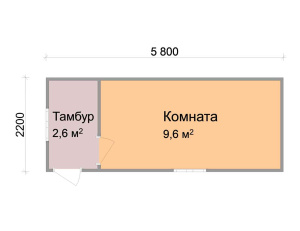 5 800
2200
Тамбур
2,6 м²
Комната
9,6 м²